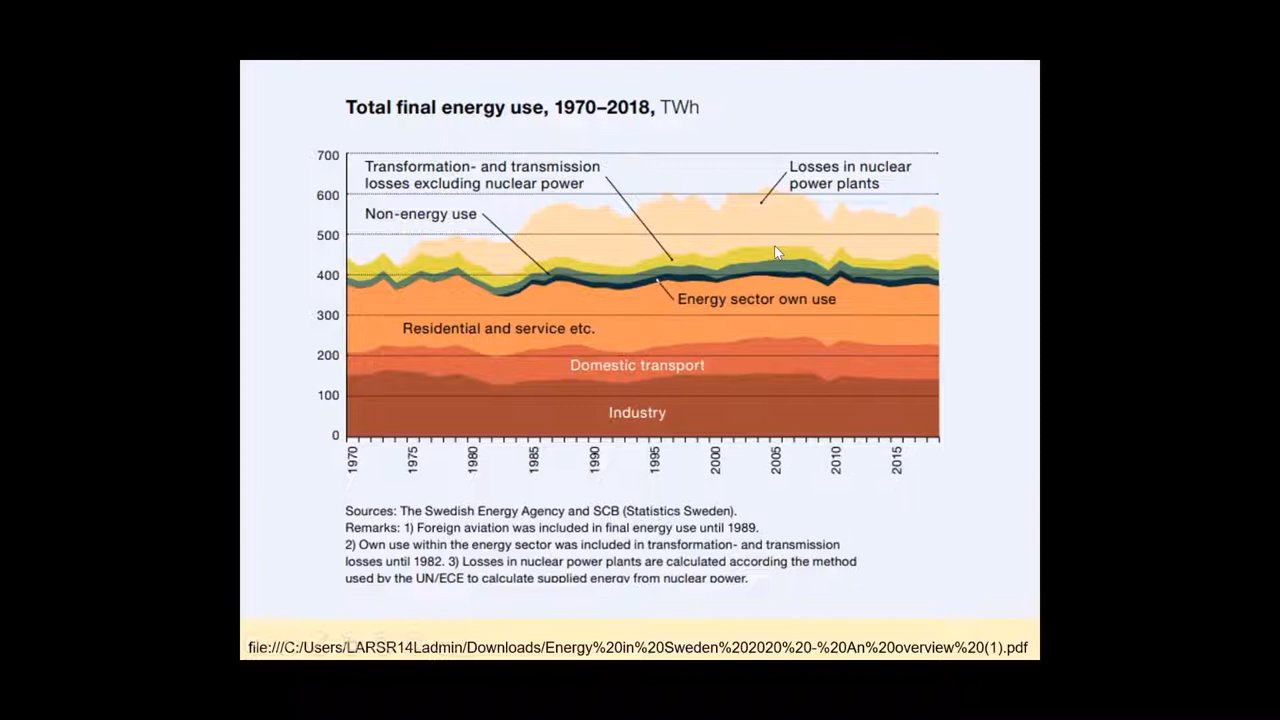 Total final energy use, 1970–2018, TWh
700
Transformation- and transmission
losses excluding nuclear power
Losses in nuclear
power plants
600
Non-energy use
500
400
Energy sector own use
300
Residential and service etc.
200
Domestic transport
100
Industry
0
1970 1975 1980 1985 1990 1995 2000 2005 2010 2015
Sources: The Swedish Energy Agency and SCB (Statistics Sweden).
Remarks: 1) Foreign aviation was included in final energy use until 1989.
2) Own use within the energy sector was included in transformation- and transmission
losses until 1982. 3) Losses in nuclear power plants are calculated according the method
used by the UN/ECE to calculate supplied energy from nuclear power.
file:///C:/Users/LARSR14Ladmin/Downloads/Energy%20in%20Sweden%202020%20-%20An%20overview%20(1).pdf